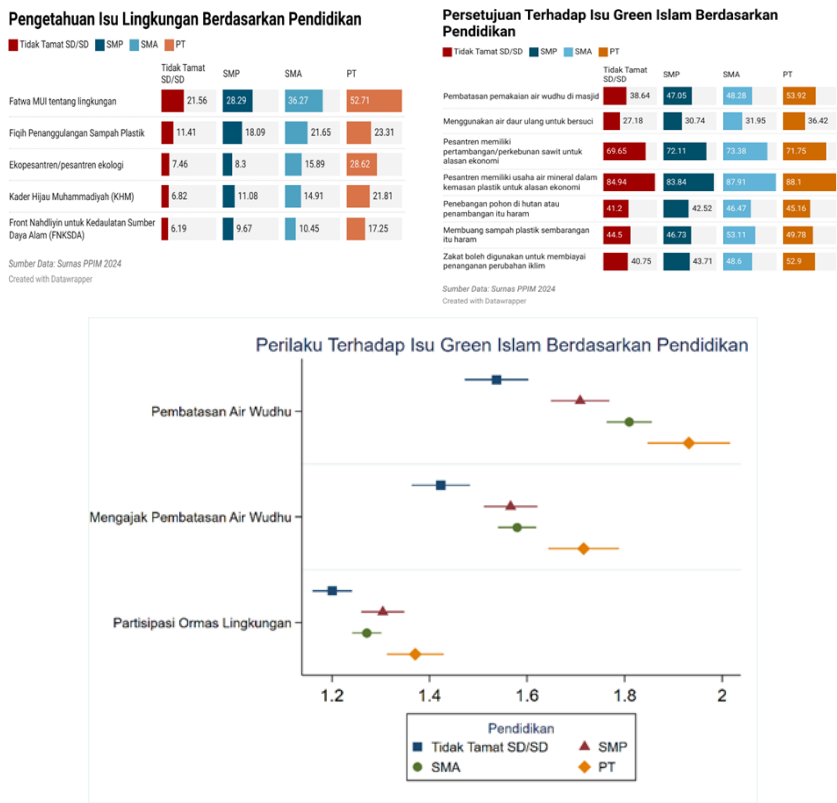 Pengetahuan Isu Lingkungan Berdasarkan Pendidikan
Tidak Tamat SD/SD SMP SMA PT
Tidak Tamat
SD/SD SMP SMA PT
Fatwa MUI tentang lingkungan 21.56 28.29 36.27 52.71
Fiqih Penanggulangan Sampah Plastik 11.41 18.09 21.65 23.31
Ekopesantren/pesantren ekologi 7.46 8.3 15.89 28.62
Kader Hijau Muhammadiyah (KHM) 6.82 11.08 14.91 21.81
Front Nahdliyin untuk Kedaulatan Sumber
Daya Alam (FNKSDA) 6.19 9.67 10.45 17.25
Sumber Data: Surnas PPIM 2024
Created with Datawrapper
Persetujuan Terhadap Isu Green Islam Berdasarkan
Pendidikan
Tidak Tamat SD/SD SMP SMA PT
Tidak Tamat
SD/SD SMP SMA PT
Pembatasan pemakaian air wudhu di masjid 38.64 47.05 48.28 53.92
Menggunakan air daur ulang untuk bersuci 27.18 30.74 31.95 36.42
Pesantren memiliki
pertambangan/perkebunan sawit untuk
alasan ekonomi 69.65 72.11 73.38 71.75
Pesantren memiliki usaha air mineral dalam
kemasan plastik untuk alasan ekonomi 84.94 83.84 87.91 88.1
Penebangan pohon di hutan atau
penambangan itu haram 41.2 42.52 46.47 45.16
Membuang sampah plastik sembarangan
itu haram 44.5 46.73 53.11 49.78
Zakat boleh digunakan untuk membiayai
penanganan perubahan iklim 40.75 43.71 48.6 52.9
Sumber Data: Surnas PPIM 2024
Created with Datawrapper
Perilaku Terhadap Isu Green Islam Berdasarkan Pendidikan
Pembatasan Air Wudhu
Mengajak Pembatasan Air Wudhu
Partisipasi Ormas Lingkungan
1.2 1.4 1.6 1.8 2
Pendidikan
Tidak Tamat SD/SD SMP
SMA PT